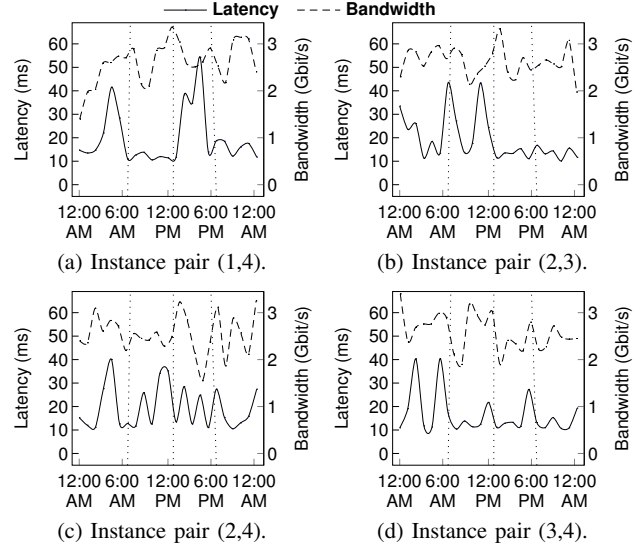 Latency Bandwidth
60
50
40
30
20
10
0
Latency (ms)
3
2
1
0
Bandwidth (Gbit/s)
12:00 AM 6:00 AM 12:00 PM 6:00 PM 12:00 AM
(a) Instance pair (1,4).
60
50
40
30
20
10
0
Latency (ms)
3
2
1
0
Bandwidth (Gbit/s)
12:00 AM 6:00 AM 12:00 PM 6:00 PM 12:00 AM
(b) Instance pair (2,3).
60
50
40
30
20
10
0
Latency (ms)
3
2
1
0
Bandwidth (Gbit/s)
12:00 AM 6:00 AM 12:00 PM 6:00 PM 12:00 AM
(c) Instance pair (2,4).
60
50
40
30
20
10
0
Latency (ms)
3
2
1
0
Bandwidth (Gbit/s)
12:00 AM 6:00 AM 12:00 PM 6:00 PM 12:00 AM
(d) Instance pair (3,4).